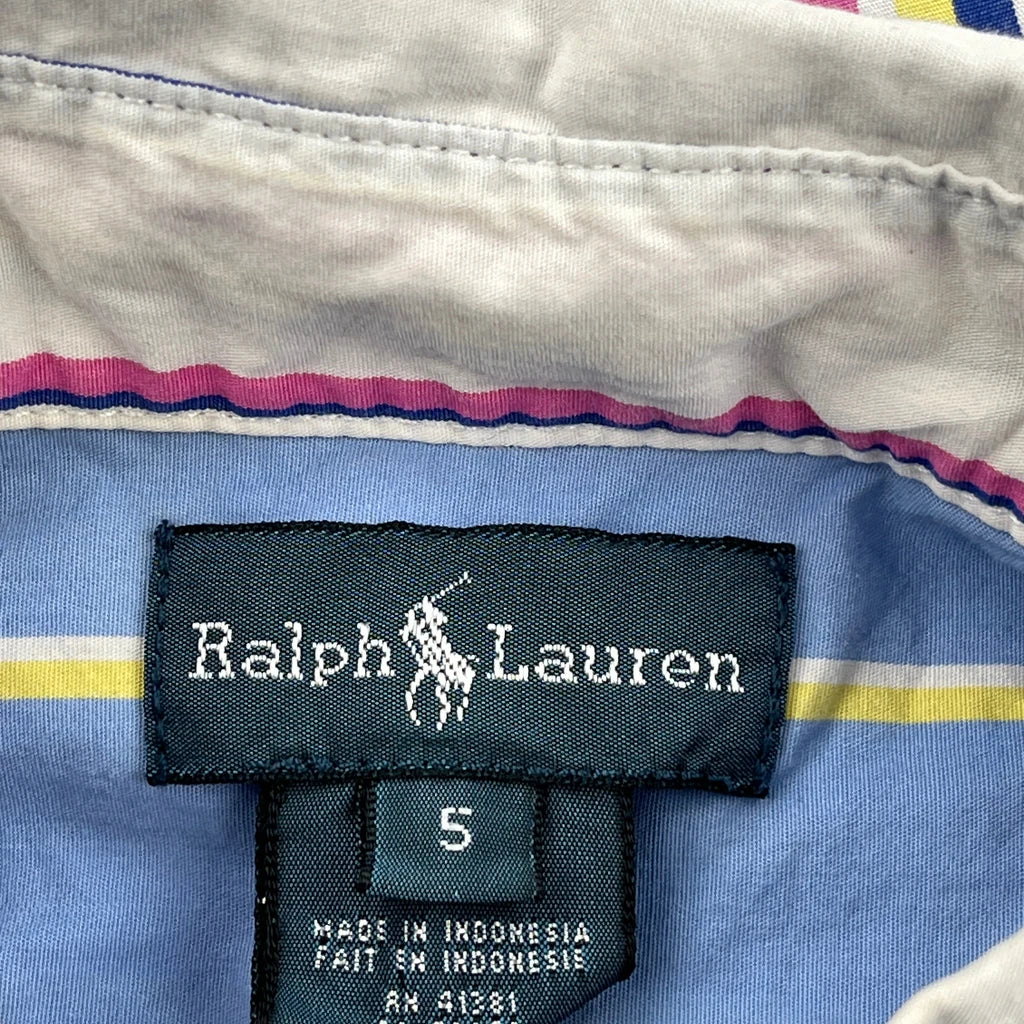 Ralph Lauren
5
MADE IN INDONESIA
FAIT EN INDONESIE
RN 41381